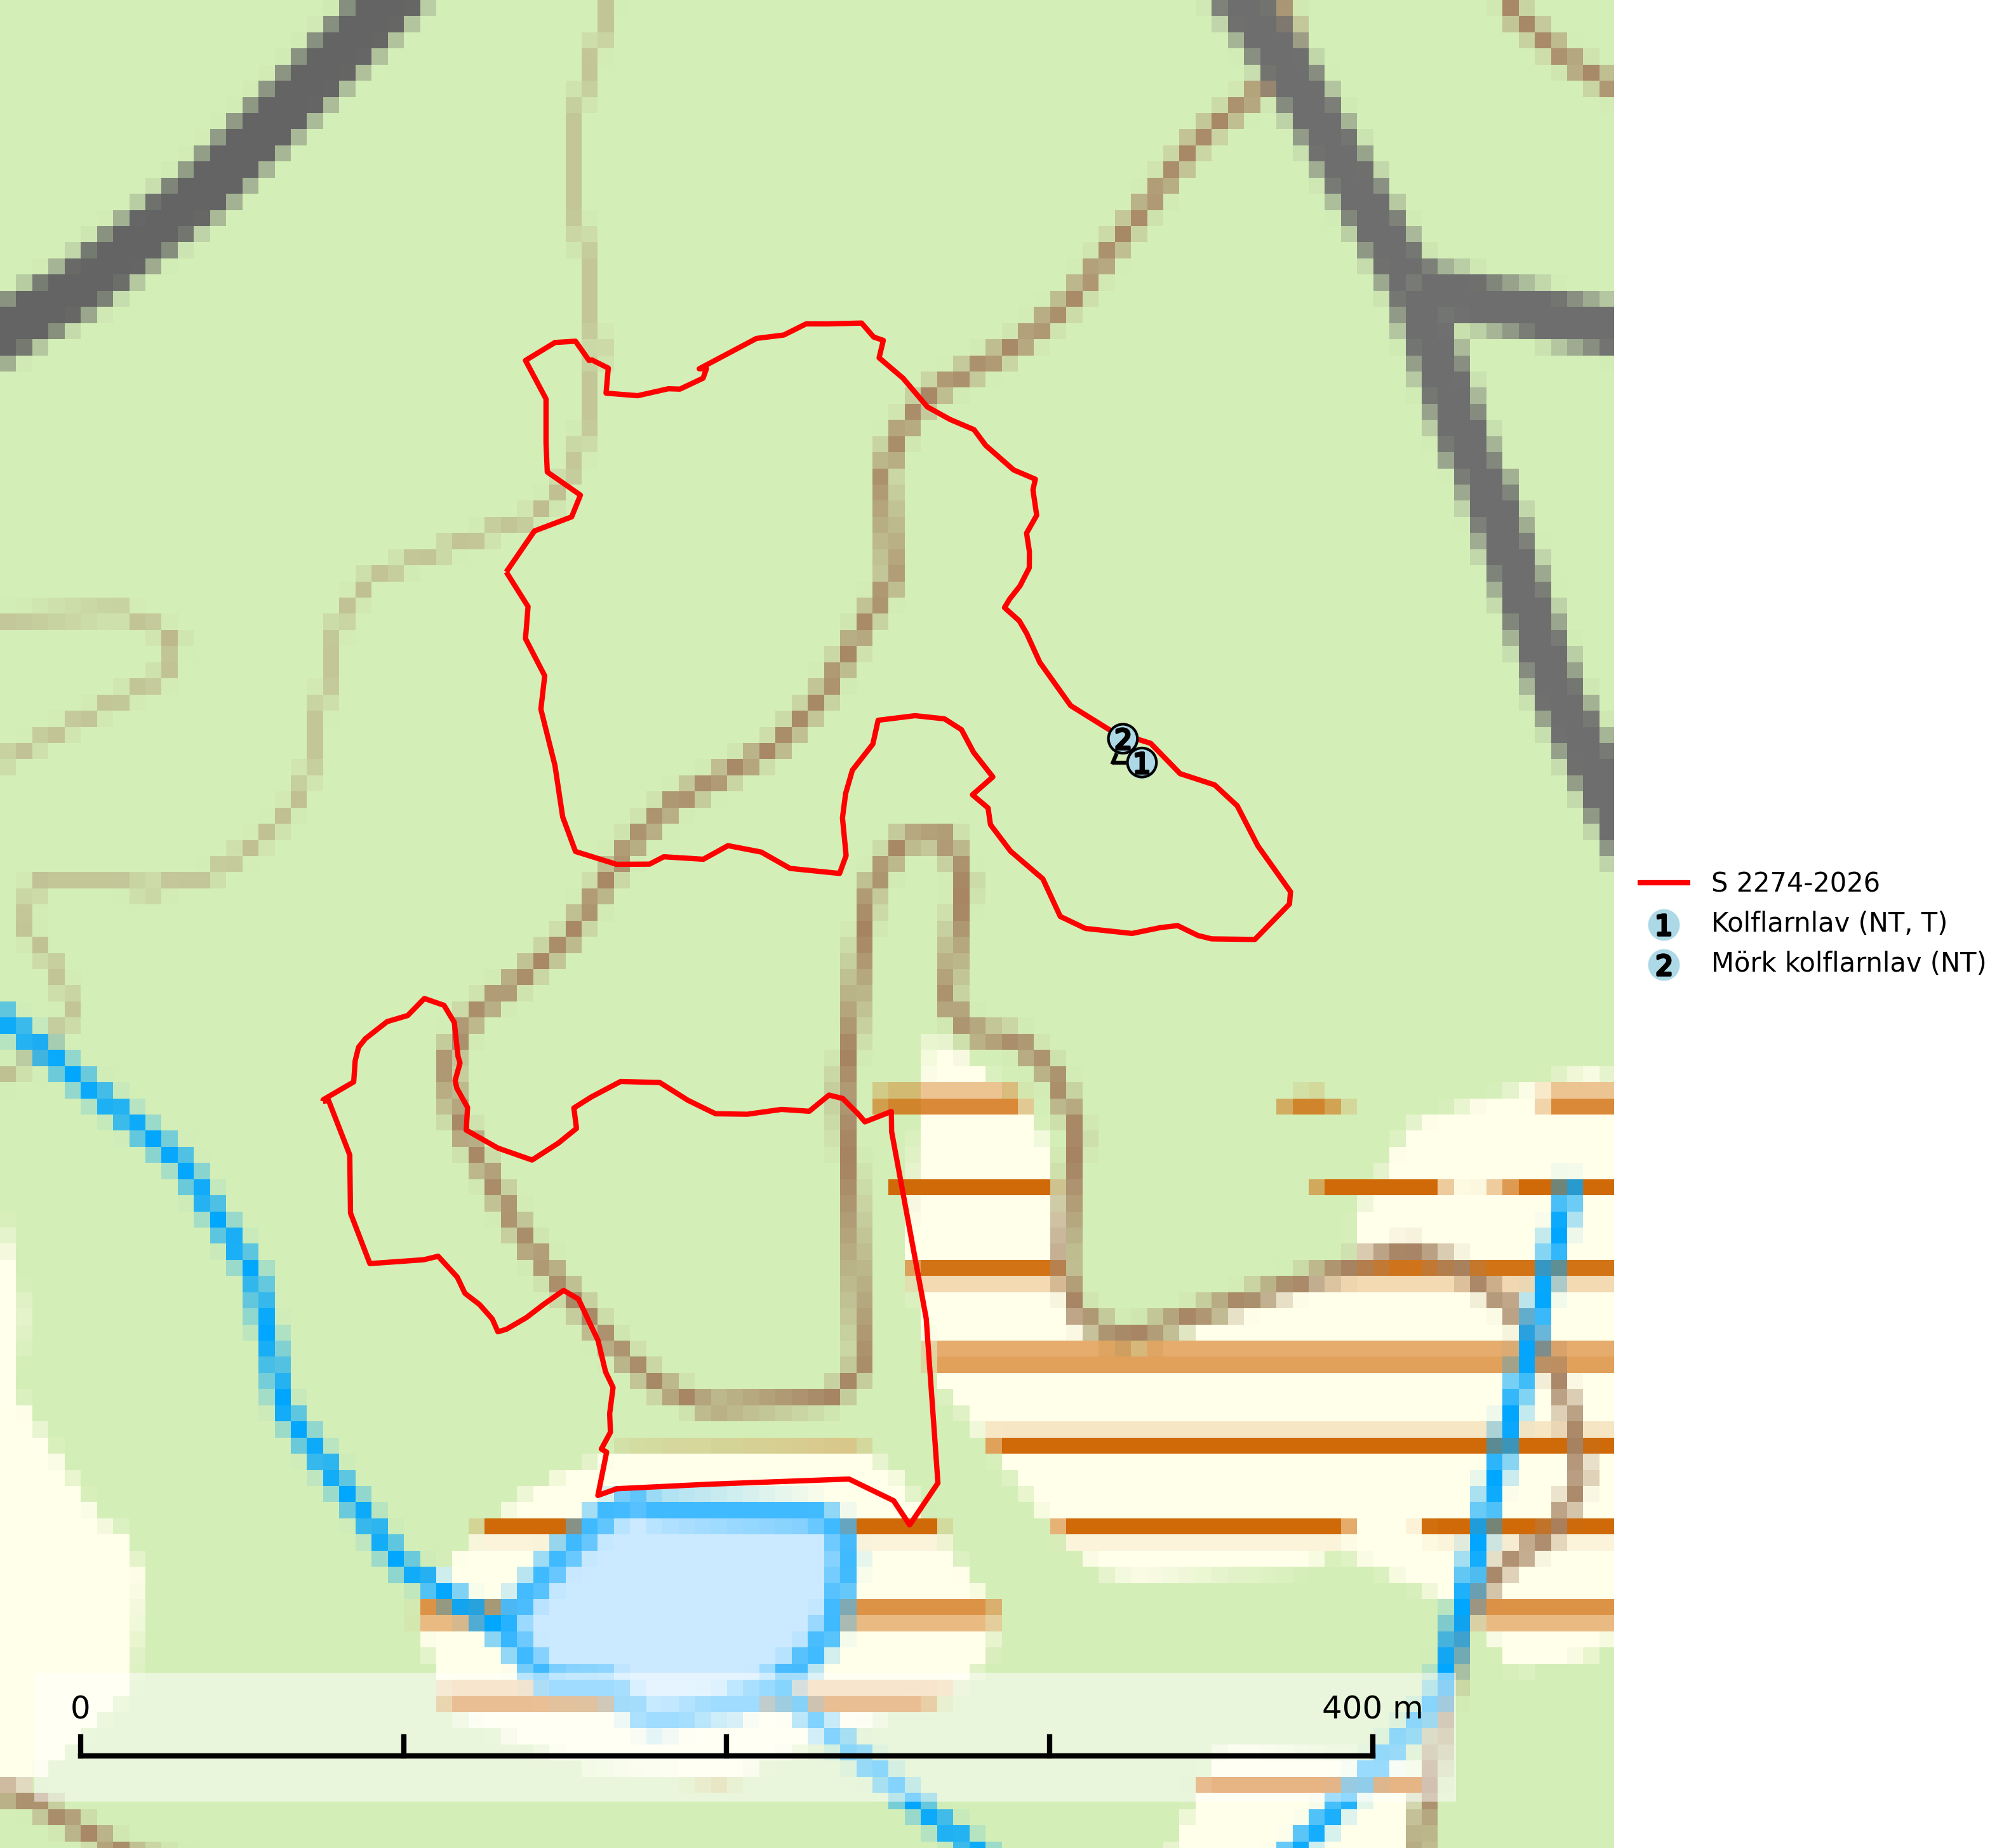 2
1
S 2274-2026
1 Kolflarnlav (NT, T)
2 Mörk kolflarnlav (NT)
0 400 m